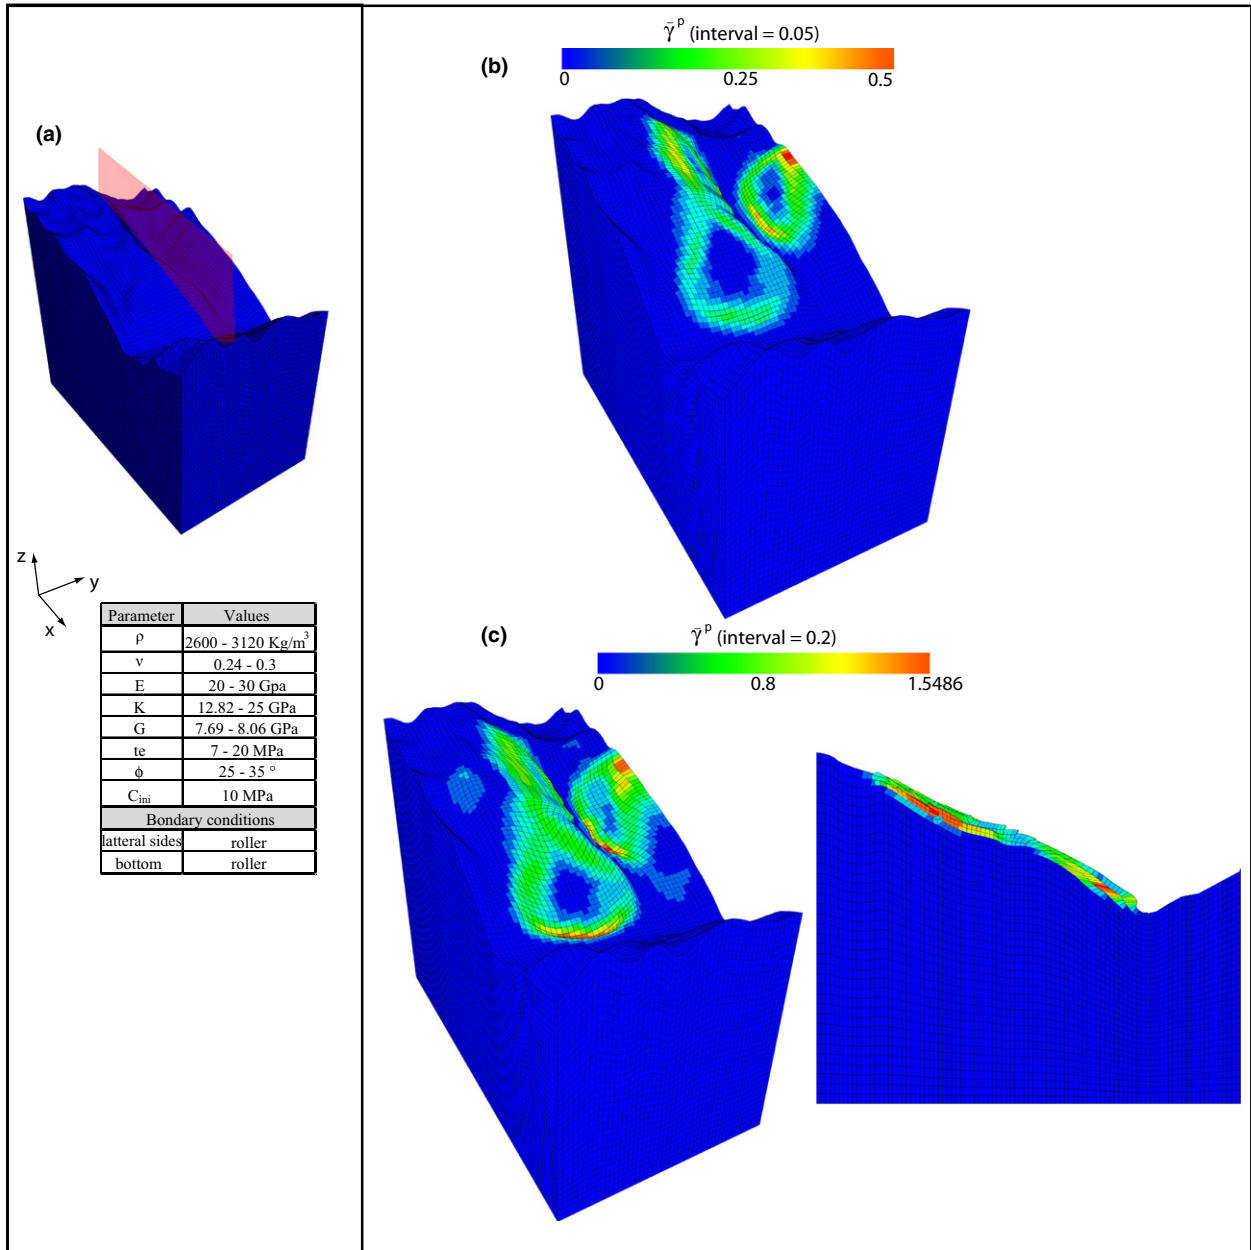 (a)
z
y
x
Parameter Values
ρ 2600 - 3120 Kg/m³
ν 0.24 - 0.3
E 20 - 30 Gpa
K 12.82 - 25 GPa
G 7.69 - 8.06 GPa
te 7 - 20 MPa
ϕ 25 - 35 °
C_ini 10 MPa
Bondary conditions
latteral sides roller
bottom roller
(b)
γ̄ ᵖ (interval = 0.05)
0 0.25 0.5
(c)
γ̄ ᵖ (interval = 0.2)
0 0.8 1.5486